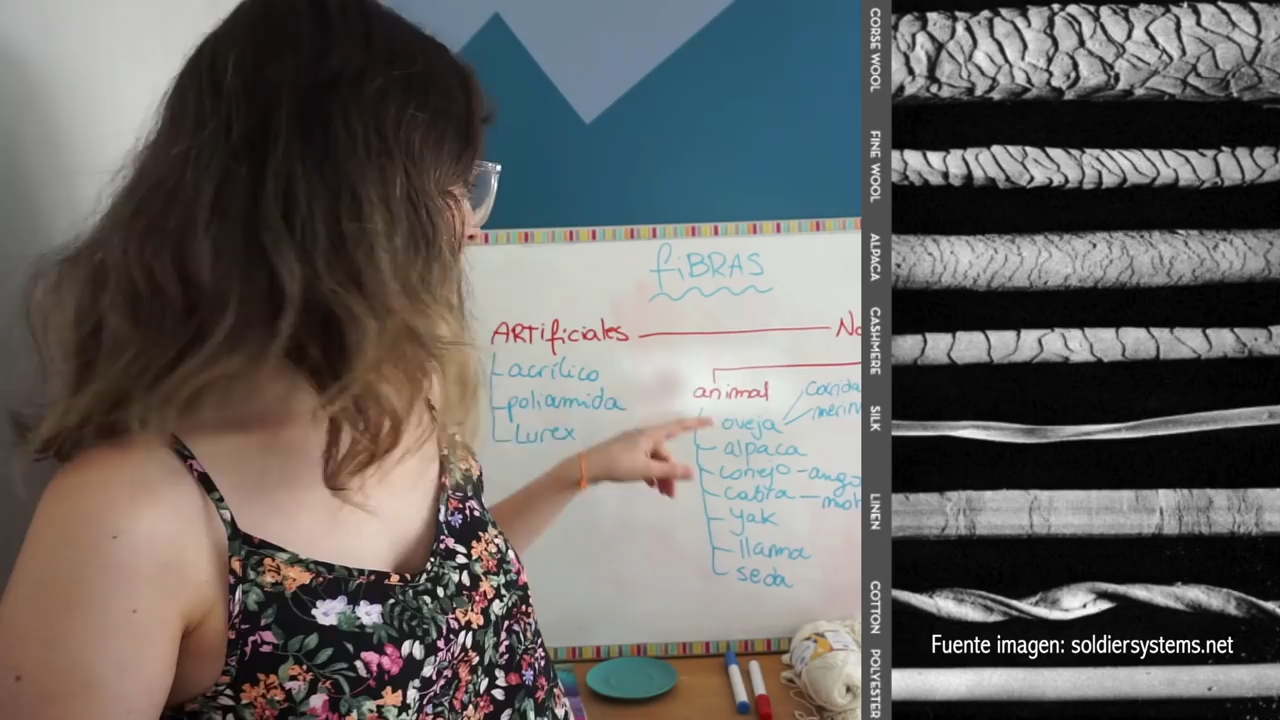 fiBRAS
ARTificiales
acrílico
poliamida
Lurex
animal
oveja
alpaca
conejo
cabra
yak
llama
seda
CORSE WOOL
FINE WOOL
ALPACA
CASHMERE
SILK
LINEN
COTTON
POLYESTER
Fuente imagen: soldiersystems.net